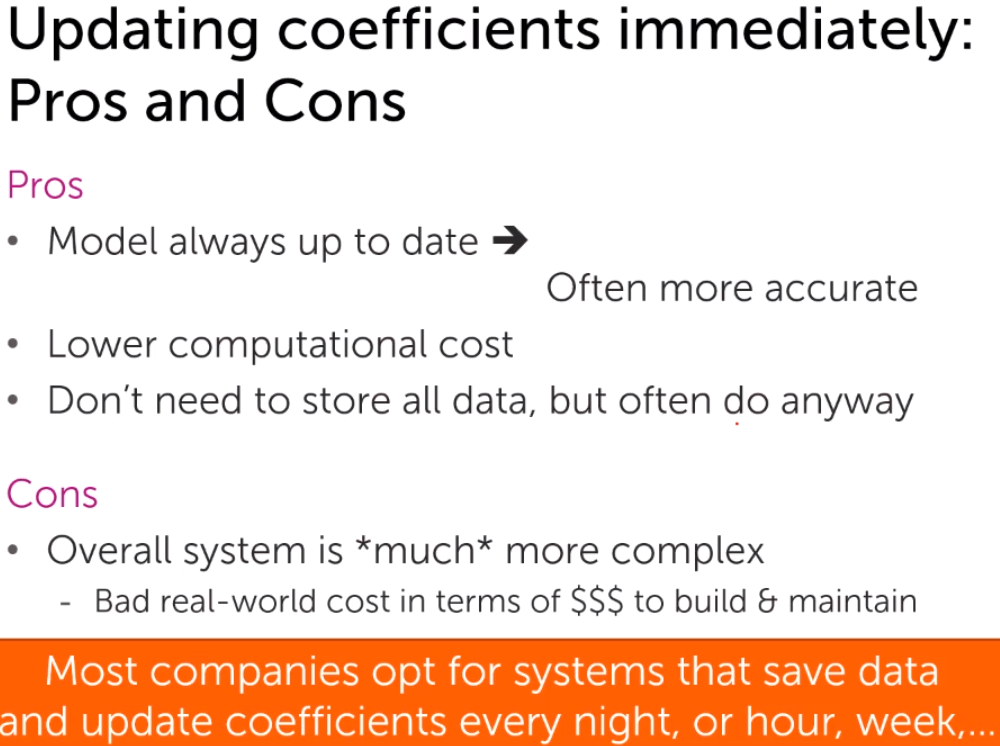 Updating coefficients immediately:
Pros and Cons
Pros
• Model always up to date ➔
Often more accurate
• Lower computational cost
• Don’t need to store all data, but often do anyway
Cons
• Overall system is *much* more complex
- Bad real-world cost in terms of $$$ to build & maintain
Most companies opt for systems that save data
and update coefficients every night, or hour, week,...